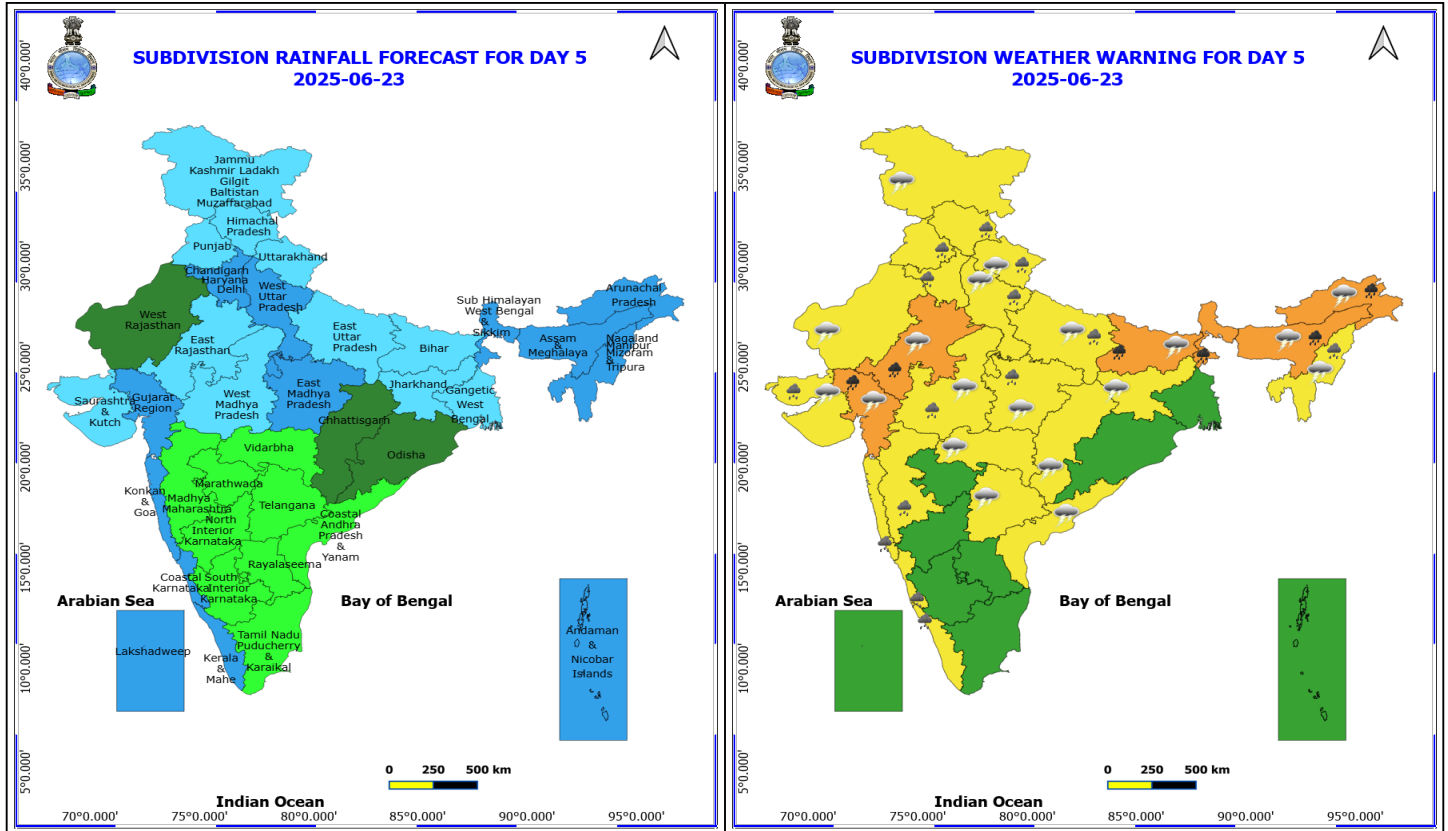 SUBDIVISION RAINFALL FORECAST FOR DAY 5
2025-06-23
40°0.000'
35°0.000'
30°0.000'
25°0.000'
20°0.000'
15°0.000'
10°0.000'
5°0.000'
Jammu
Kashmir Ladakh
Gilgit
Baltistan
Muzaffarabad
Himachal
Pradesh
Punjab
Uttarakhand
Chandigarh
Haryana
Delhi
West
Uttar
Pradesh
West
Rajasthan
East
Rajasthan
East
Uttar
Pradesh
Bihar
Sub Himalayan
West Bengal
&
Sikkim
Arunachal
Pradesh
Assam
&
Meghalaya
Nagaland
Manipur
Mizoram
&
Tripura
Saurashtra
&
Kutch
Gujarat
Region
West
Madhya
Pradesh
East
Madhya
Pradesh
Jharkhand
Gangetic
West
Bengal
Chhattisgarh
Odisha
Vidarbha
Marathwada
Madhya
Maharashtra
Konkan
&
Goa
North
Interior
Karnataka
Telangana
Coastal
Andhra
Pradesh
&
Yanam
Rayalaseema
Coastal
Karnataka
South
Interior
Karnataka
Tamil Nadu
Puducherry
&
Karaikal
Kerala
&
Mahe
Lakshadweep
Andaman
&
Nicobar
Islands
Arabian Sea
Bay of Bengal
0 250 500 km
Indian Ocean
70°0.000' 75°0.000' 80°0.000' 85°0.000' 90°0.000' 95°0.000'
SUBDIVISION WEATHER WARNING FOR DAY 5
2025-06-23
40°0.000'
35°0.000'
30°0.000'
25°0.000'
20°0.000'
15°0.000'
10°0.000'
5°0.000'
Arabian Sea
Bay of Bengal
0 250 500 km
Indian Ocean
70°0.000' 75°0.000' 80°0.000' 85°0.000' 90°0.000' 95°0.000'